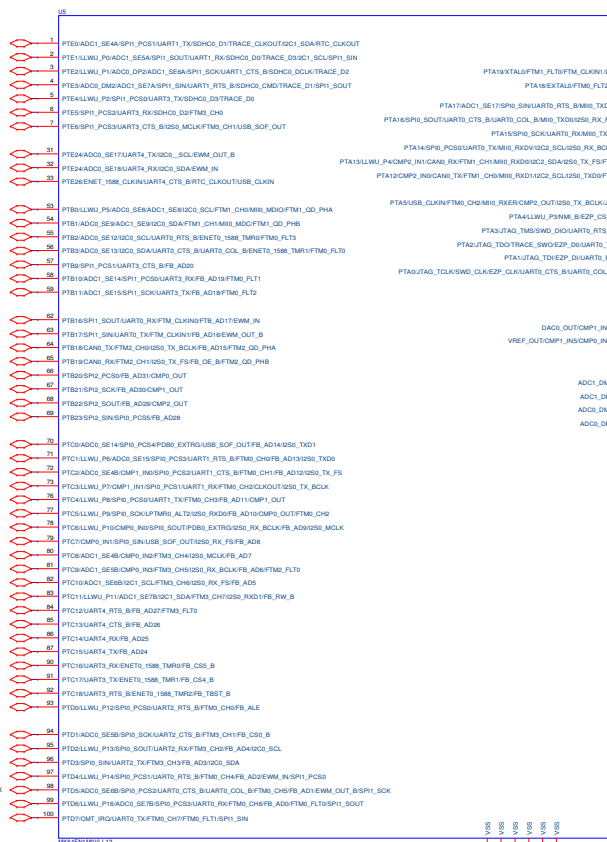 U5
1 PTE0/ADC1_SE4A/SPI1_PCS1/UART1_TX/SDHC0_D1/TRACE_CLKOUT/I2C1_SDA/RTC_CLKOUT
2 PTE1/LLWU_P0/ADC1_SE5A/SPI1_SOUT/UART1_RX/SDHC0_D0/TRACE_D3/I2C1_SCL/SPI1_SIN
3 PTE2/LLWU_P1/ADC0_DP2/ADC1_SE6A/SPI1_SCK/UART1_CTS_B/SDHC0_DCLK/TRACE_D2
4 PTE3/ADC0_DM2/ADC1_SE7A/SPI1_SIN/UART1_RTS_B/SDHC0_CMD/TRACE_D1/SPI1_SOUT
5 PTE4/LLWU_P2/SPI1_PCS0/UART3_TX/SDHC0_D3/TRACE_D0
6 PTE5/SPI1_PCS2/UART3_RX/SDHC0_D2/FTM3_CH0
7 PTE6/SPI1_PCS3/UART3_CTS_B/I2S0_MCLK/FTM3_CH1/USB_SOF_OUT
31 PTE24/ADC0_SE17/UART4_TX/I2C0__SCL/EWM_OUT_B
32 PTE24/ADC0_SE18/UART4_RX/I2C0_SDA/EWM_IN
33 PTE26/ENET_1588_CLKIN/UART4_CTS_B/RTC_CLKOUT/USB_CLKIN
53 PTB0/LLWU_P5/ADC0_SE8/ADC1_SE8/I2C0_SCL/FTM1_CH0/MII0_MDIO/FTM1_QD_PHA
54 PTB1/ADC0_SE9/ADC1_SE9/I2C0_SDA/FTM1_CH1/MII0_MDC/FTM1_QD_PHB
55 PTB2/ADC0_SE12/I2C0_SCL/UART0_RTS_B/ENET0_1588_TMR0/FTM0_FLT3
56 PTB3/ADC0_SE13/I2C0_SDA/UART0_CTS_B/UART0_COL_B/ENET0_1588_TMR1/FTM0_FLT0
57 PTB9/SPI1_PCS1/UART3_CTS_B/FB_AD20
58 PTB10/ADC1_SE14/SPI1_PCS0/UART3_RX/FB_AD19/FTM0_FLT1
59 PTB11/ADC1_SE15/SPI1_SCK/UART3_TX/FB_AD18/FTM0_FLT2
62 PTB16/SPI1_SOUT/UART0_RX/FTM_CLKIN0/FTB_AD17/EWM_IN
63 PTB17/SPI1_SIN/UART0_TX/FTM_CLKIN1/FB_AD16/EWM_OUT_B
64 PTB18/CAN0_TX/FTM2_CH0/I2S0_TX_BCLK/FB_AD15/FTM2_QD_PHA
65 PTB19/CAN0_RX/FTM2_CH1/I2S0_TX_FS/FB_OE_B/FTM2_QD_PHB
66 PTB20/SPI2_PCS0/FB_AD31/CMP0_OUT
67 PTB21/SPI2_SCK/FB_AD30/CMP1_OUT
68 PTB22/SPI2_SOUT/FB_AD29/CMP2_OUT
69 PTB23/SPI2_SIN/SPI0_PCS5/FB_AD28
70 PTC0/ADC0_SE14/SPI0_PCS4/PDB0_EXTRG/USB_SOF_OUT/FB_AD14/I2S0_TXD1
71 PTC1/LLWU_P6/ADC0_SE15/SPI0_PCS3/UART1_RTS_B/FTM0_CH0/FB_AD13/I2S0_TXD0
72 PTC2/ADC0_SE4B/CMP1_IN0/SPI0_PCS2/UART1_CTS_B/FTM0_CH1/FB_AD12/I2S0_TX_FS
73 PTC3/LLWU_P7/CMP1_IN1/SPI0_PCS1/UART1_RX/FTM0_CH2/CLKOUT/I2S0_TX_BCLK
76 PTC4/LLWU_P8/SPI0_PCS0/UART1_TX/FTM0_CH3/FB_AD11/CMP1_OUT
77 PTC5/LLWU_P9/SPI0_SCK/LPTMR0_ALT2/I2S0_RXD0/FB_AD10/CMP0_OUT/FTM0_CH2
78 PTC6/LLWU_P10/CMP0_IN0/SPI0_SOUT/PDB0_EXTRG/I2S0_RX_BCLK/FB_AD9/I2S0_MCLK
79 PTC7/CMP0_IN1/SPI0_SIN/USB_SOF_OUT/I2S0_RX_FS/FB_AD8
80 PTC8/ADC1_SE4B/CMP0_IN2/FTM3_CH4/I2S0_MCLK/FB_AD7
81 PTC9/ADC1_SE5B/CMP0_IN3/FTM3_CH5/I2S0_RX_BCLK/FB_AD6/FTM2_FLT0
82 PTC10/ADC1_SE6B/I2C1_SCL/FTM3_CH6/I2S0_RX_FS/FB_AD5
83 PTC11/LLWU_P11/ADC1_SE7B/I2C1_SDA/FTM3_CH7/I2S0_RXD1/FB_RW_B
84 PTC12/UART4_RTS_B/FB_AD27/FTM3_FLT0
85 PTC13/UART4_CTS_B/FB_AD26
86 PTC14/UART4_RX/FB_AD25
87 PTC15/UART4_TX/FB_AD24
90 PTC16/UART3_RX/ENET0_1588_TMR0/FB_CS5_B
91 PTC17/UART3_TX/ENET0_1588_TMR1/FB_CS4_B
92 PTC18/UART3_RTS_B/ENET0_1588_TMR2/FB_TBST_B
93 PTD0/LLWU_P12/SPI0_PCS0/UART2_RTS_B/FTM3_CH0/FB_ALE
94 PTD1/ADC0_SE5B/SPI0_SCK/UART2_CTS_B/FTM3_CH1/FB_CS0_B
95 PTD2/LLWU_P13/SPI0_SOUT/UART2_RX/FTM3_CH2/FB_AD4/I2C0_SCL
96 PTD3/SPI0_SIN/UART2_TX/FTM3_CH3/FB_AD3/I2C0_SDA
97 PTD4/LLWU_P14/SPI0_PCS1/UART0_RTS_B/FTM0_CH4/FB_AD2/EWM_IN/SPI1_PCS0
98 PTD5/ADC0_SE6B/SPI0_PCS2/UART0_CTS_B/UART0_COL_B/FTM0_CH5/FB_AD1/EWM_OUT_B/SPI1_SCK
99 PTD6/LLWU_P16/ADC0_SE7B/SPI0_PCS3/UART0_RX/FTM0_CH6/FB_AD0/FTM0_FLT0/SPI1_SOUT
100 PTD7/CMT_IRQ/UART0_TX/FTM0_CH7/FTM0_FLT1/SPI1_SIN
PTA19/XTAL0/FTM1_FLT0/FTM_CLKIN1/L
PTA18/EXTAL0/FTM0_FLT2
PTA17/ADC1_SE17/SPI0_SIN/UART0_RTS_B/MII0_TXD
PTA16/SPI0_SOUT/UART0_CTS_B/UART0_COL_B/MII0_TXD0/I2S0_RX_F
PTA15/SPI0_SCK/UART0_RX/MII0_TX
PTA14/SPI0_PCS0/UART0_TX/MII0_RXDV/I2C2_SCL/I2S0_RX_BC
PTA13/LLWU_P4/CMP2_IN1/CAN0_RX/FTM1_CH1/MII0_RXD0/I2C2_SDA/I2S0_TX_FS/F
PTA12/CMP2_IN0/CAN0_TX/FTM1_CH0/MII0_RXD1/I2C2_SCL/I2S0_TXD0/F
PTA5/USB_CLKIN/FTM0_CH2/MII0_RXER/CMP2_OUT/I2S0_TX_BCLK/J
PTA4/LLWU_P3/NMI_B/EZP_CS
PTA3/JTAG_TMS/SWD_DIO/UART0_RTS_
PTA2/JTAG_TDO/TRACE_SWO/EZP_DO/UART0_
PTA1/JTAG_TDI/EZP_DI/UART0_
PTA0/JTAG_TCLK/SWD_CLK/EZP_CLK/UART0_CTS_B/UART0_COL_
DAC0_OUT/CMP1_IN
VREF_OUT/CMP1_IN5/CMP0_IN
ADC1_DM
ADC1_DP
ADC0_DM
ADC0_DP
VSS
VSS
VSS
VSS
VSS
VSS